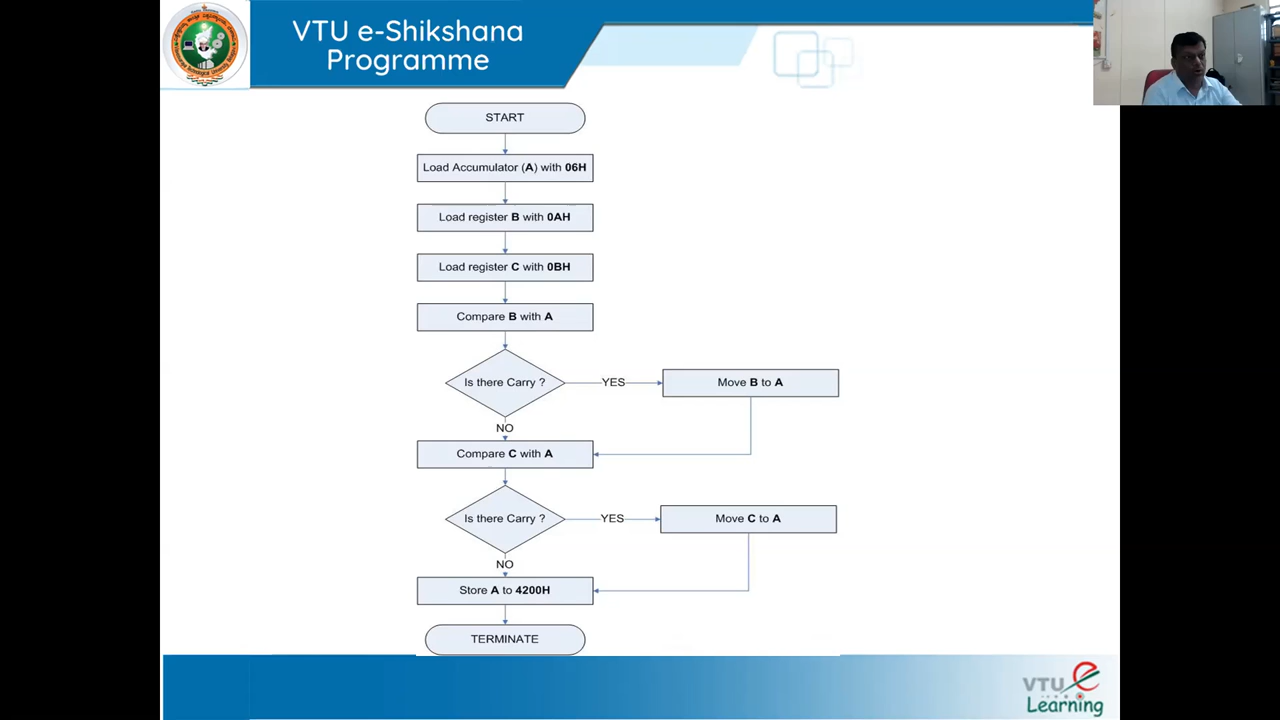 VTU e-Shikshana
Programme
START
Load Accumulator (A) with 06H
Load register B with 0AH
Load register C with 0BH
Compare B with A
Is there Carry ?
YES
Move B to A
NO
Compare C with A
Is there Carry ?
YES
Move C to A
NO
Store A to 4200H
TERMINATE
VTU e
Learning